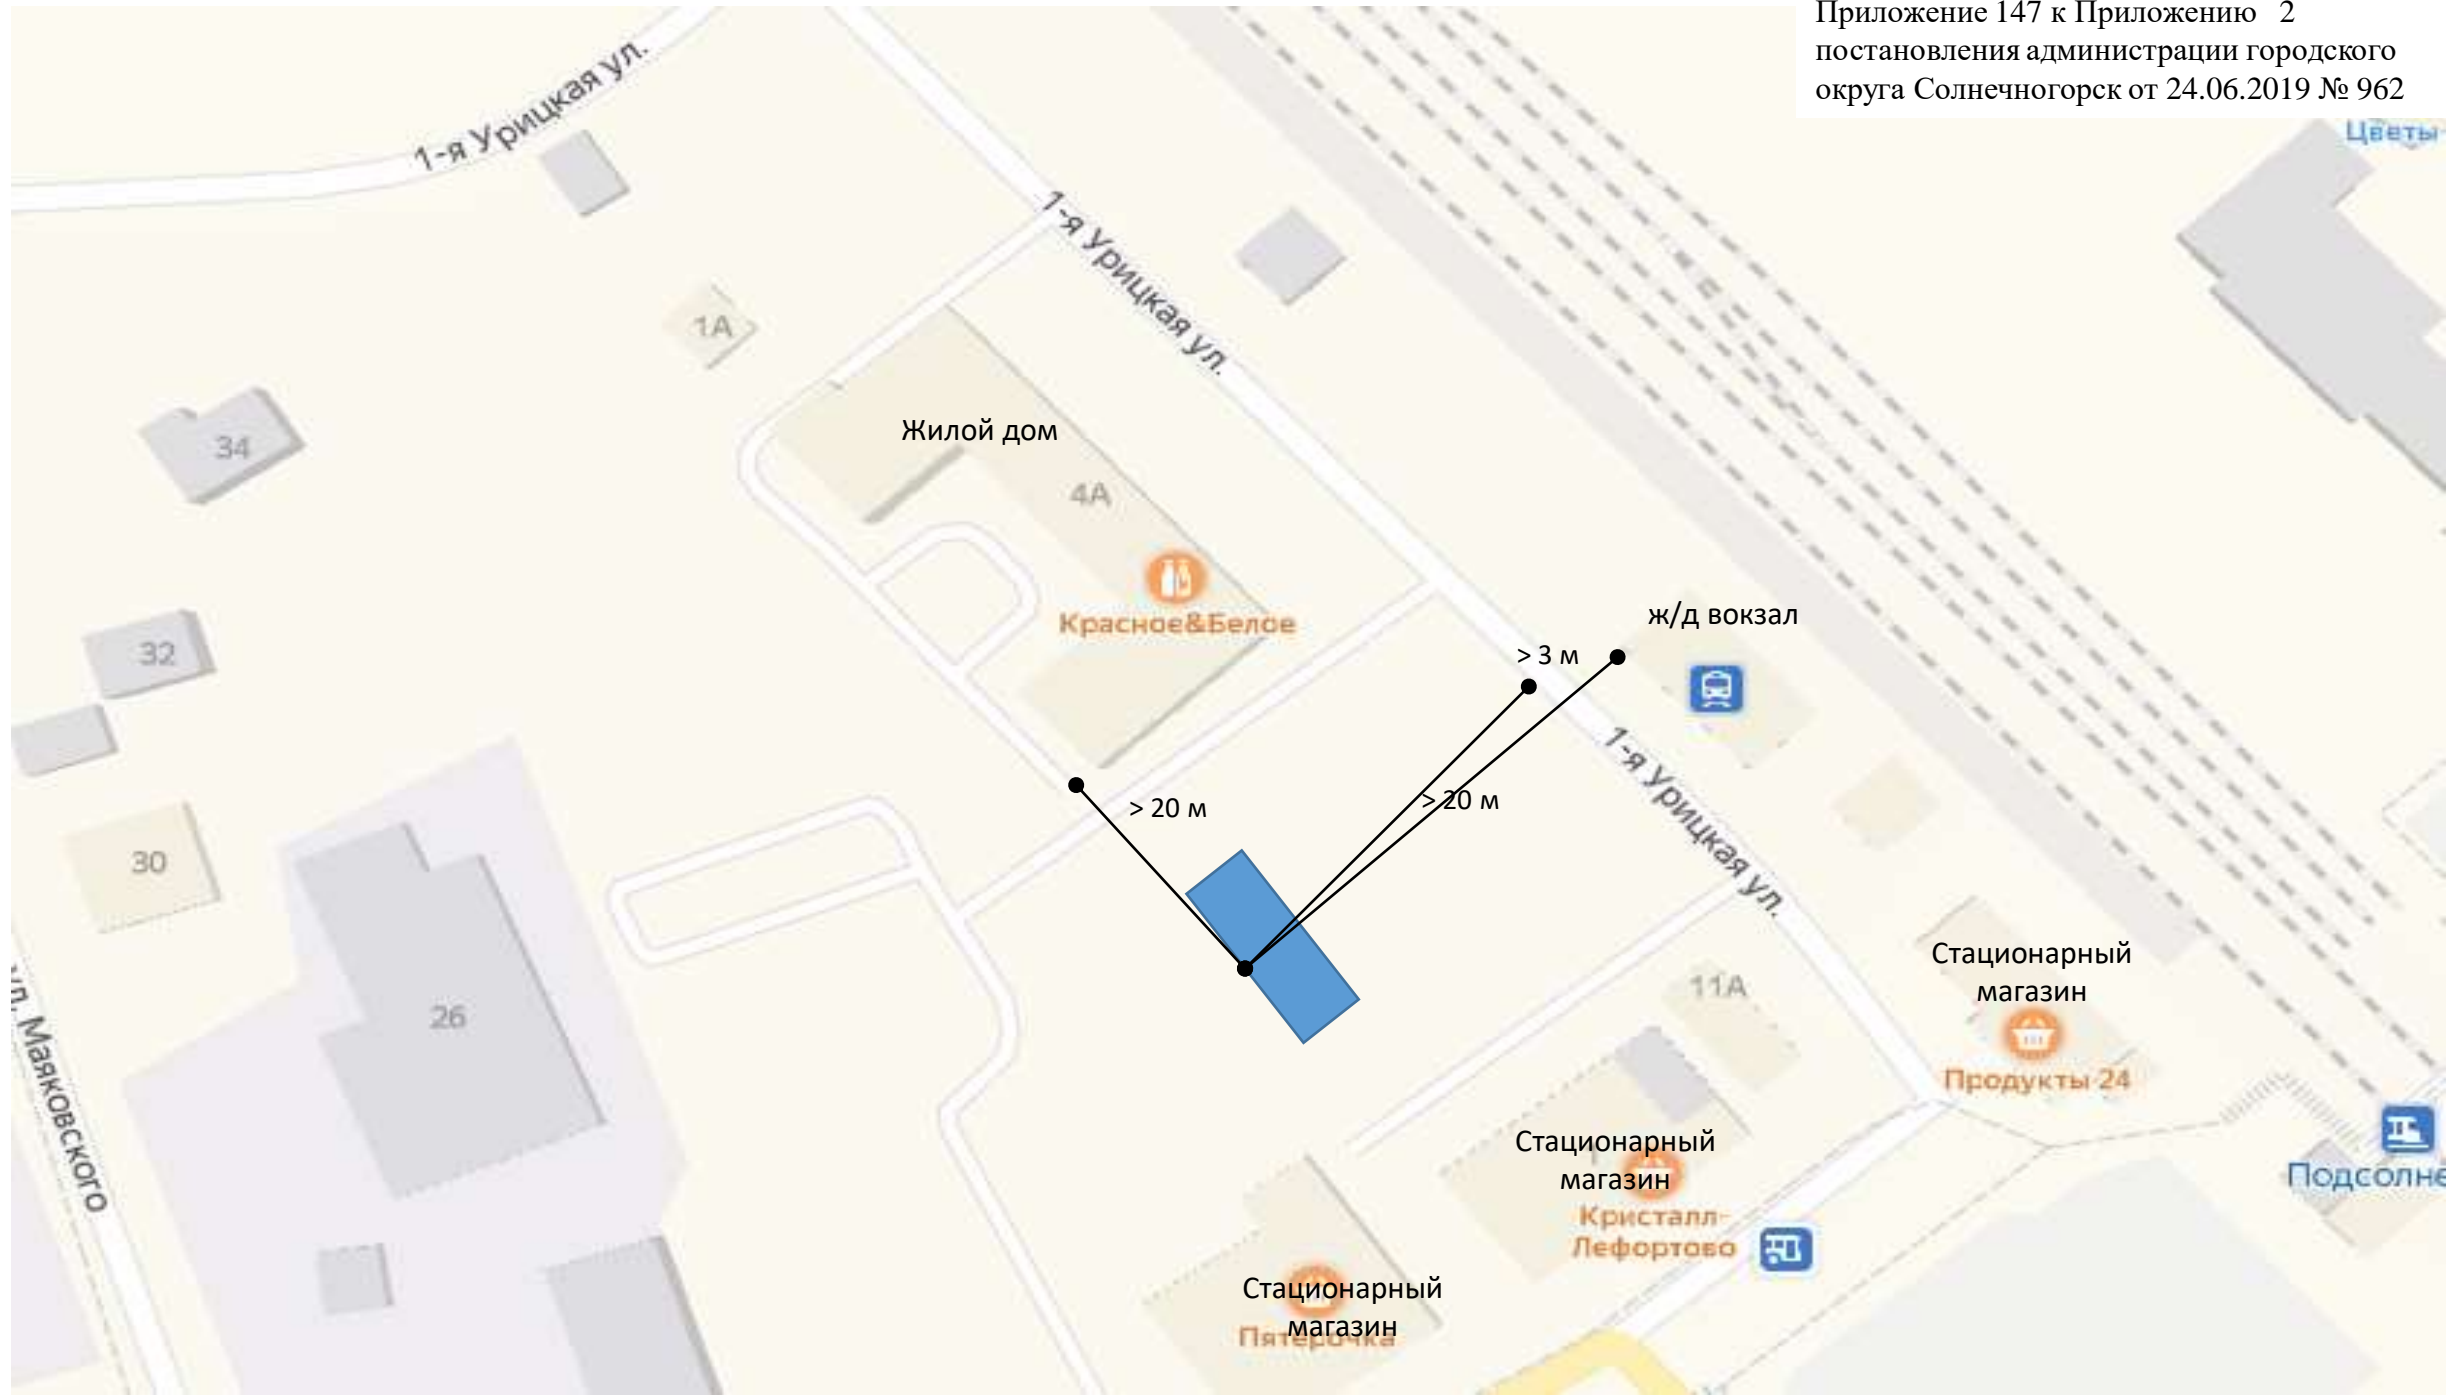 Приложение 147 к Приложению 2
постановления администрации городского
округа Солнечногорск от 24.06.2019 № 962
Цветы
1-я Урицкая ул.
1-я Урицкая ул.
1А
34
Жилой дом
4А
Красное&Белое
ж/д вокзал
> 3 м
32
1-я Урицкая ул.
> 20 м
> 20 м
30
26
ул. Маяковского
11А
Стационарный
магазин
Продукты 24
Стационарный
магазин
Кристалл-
Лефортово
Подсолне
Стационарный
магазин
Пятёрочка